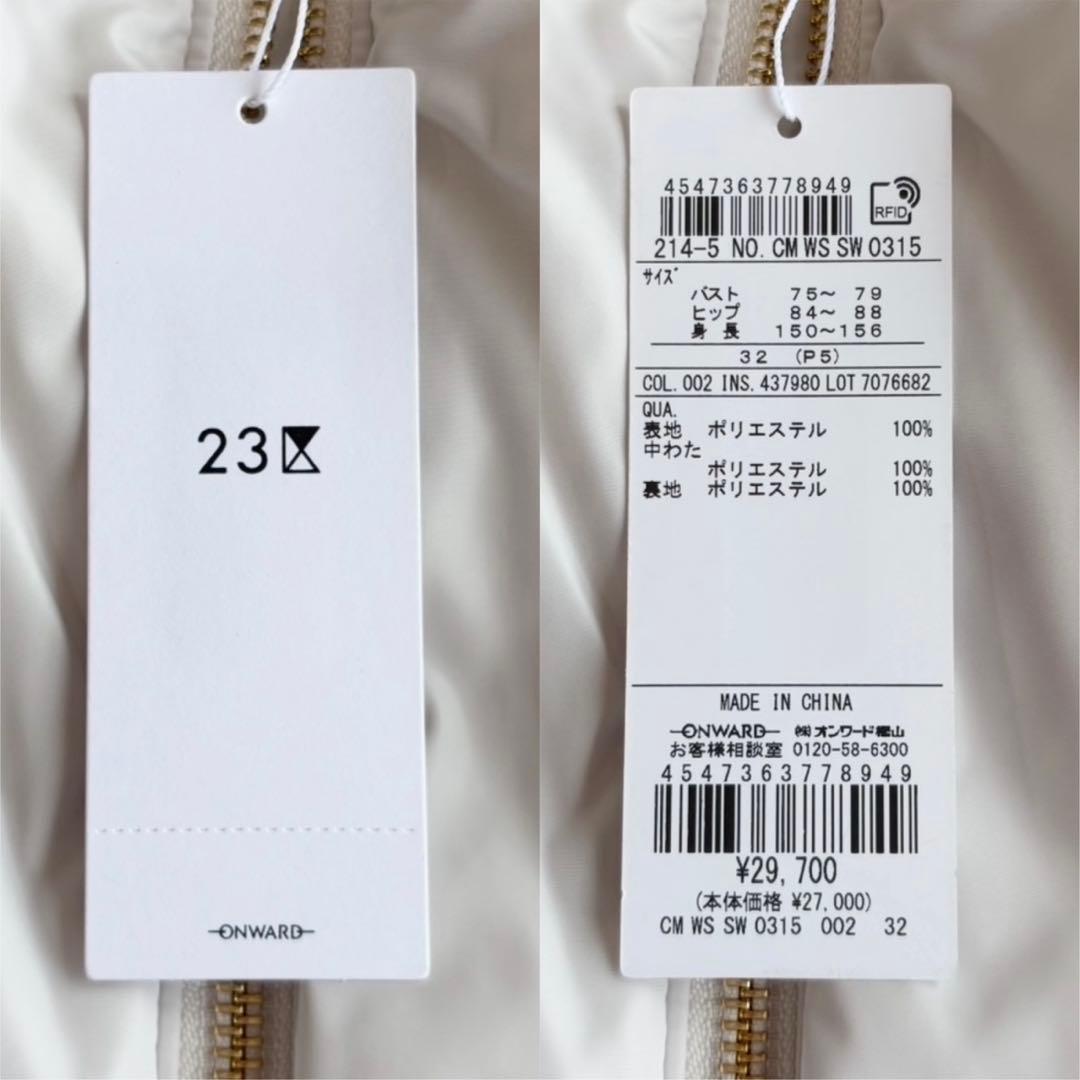 23区
ONWARD
4547363778949
RFID
214-5 NO. CM WS SW 0315
ｻｲｽﾞ
バスト 75〜 79
ヒップ 84〜 88
身長 150〜156
32 (P5)
COL. 002 INS. 437980 LOT 7076682
QUA.
表地 ポリエステル 100%
中わた
ポリエステル 100%
裏地 ポリエステル 100%
MADE IN CHINA
ONWARD ㈱オンワード樫山
お客様相談室 0120-58-6300
4547363778949
¥29,700
(本体価格 ¥27,000)
CM WS SW 0315 002 32